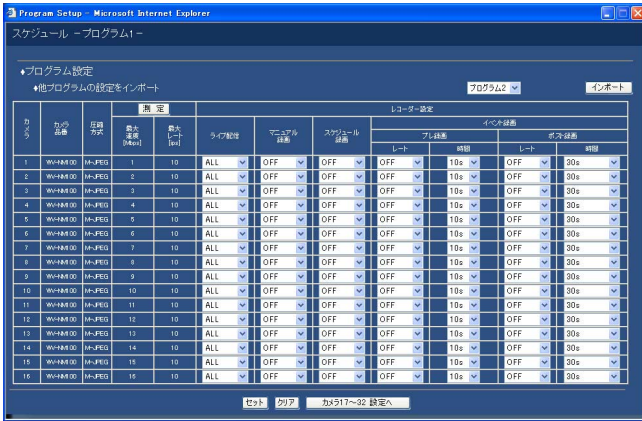 Program Setup - Microsoft Internet Explorer
スケジュール -プログラム1-
♦プログラム設定
♦他プログラムの設定をインポート プログラム2 インポート
測 定 レコーダー設定
カメラ カメラ品番 圧縮方式 最大速度[Mbps] 最大レート[ips] ライブ配信 マニュアル録画 スケジュール録画 イベント録画
プレ録画 ポスト録画
レート 時間 レート 時間
1 WV-NM100 M-JPEG 1 10 ALL OFF OFF OFF 10s OFF 30s
2 WV-NM100 M-JPEG 2 10 ALL OFF OFF OFF 10s OFF 30s
3 WV-NM100 M-JPEG 3 10 ALL OFF OFF OFF 10s OFF 30s
4 WV-NM100 M-JPEG 4 10 ALL OFF OFF OFF 10s OFF 30s
5 WV-NM100 M-JPEG 5 10 ALL OFF OFF OFF 10s OFF 30s
6 WV-NM100 M-JPEG 6 10 ALL OFF OFF OFF 10s OFF 30s
7 WV-NM100 M-JPEG 7 10 ALL OFF OFF OFF 10s OFF 30s
8 WV-NM100 M-JPEG 8 10 ALL OFF OFF OFF 10s OFF 30s
9 WV-NM100 M-JPEG 9 10 ALL OFF OFF OFF 10s OFF 30s
10 WV-NM100 M-JPEG 10 10 ALL OFF OFF OFF 10s OFF 30s
11 WV-NM100 M-JPEG 11 10 ALL OFF OFF OFF 10s OFF 30s
12 WV-NM100 M-JPEG 12 10 ALL OFF OFF OFF 10s OFF 30s
13 WV-NM100 M-JPEG 13 10 ALL OFF OFF OFF 10s OFF 30s
14 WV-NM100 M-JPEG 14 10 ALL OFF OFF OFF 10s OFF 30s
15 WV-NM100 M-JPEG 15 10 ALL OFF OFF OFF 10s OFF 30s
16 WV-NM100 M-JPEG 16 10 ALL OFF OFF OFF 10s OFF 30s
セット クリア カメラ17～32 設定へ